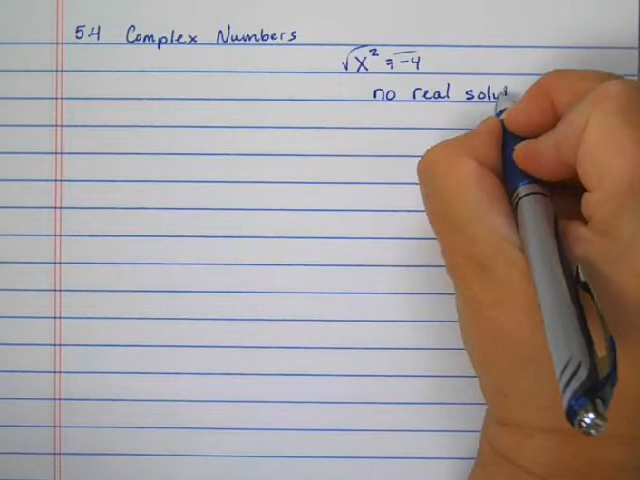 5.4 Complex Numbers
√x² = √-4
no real solu